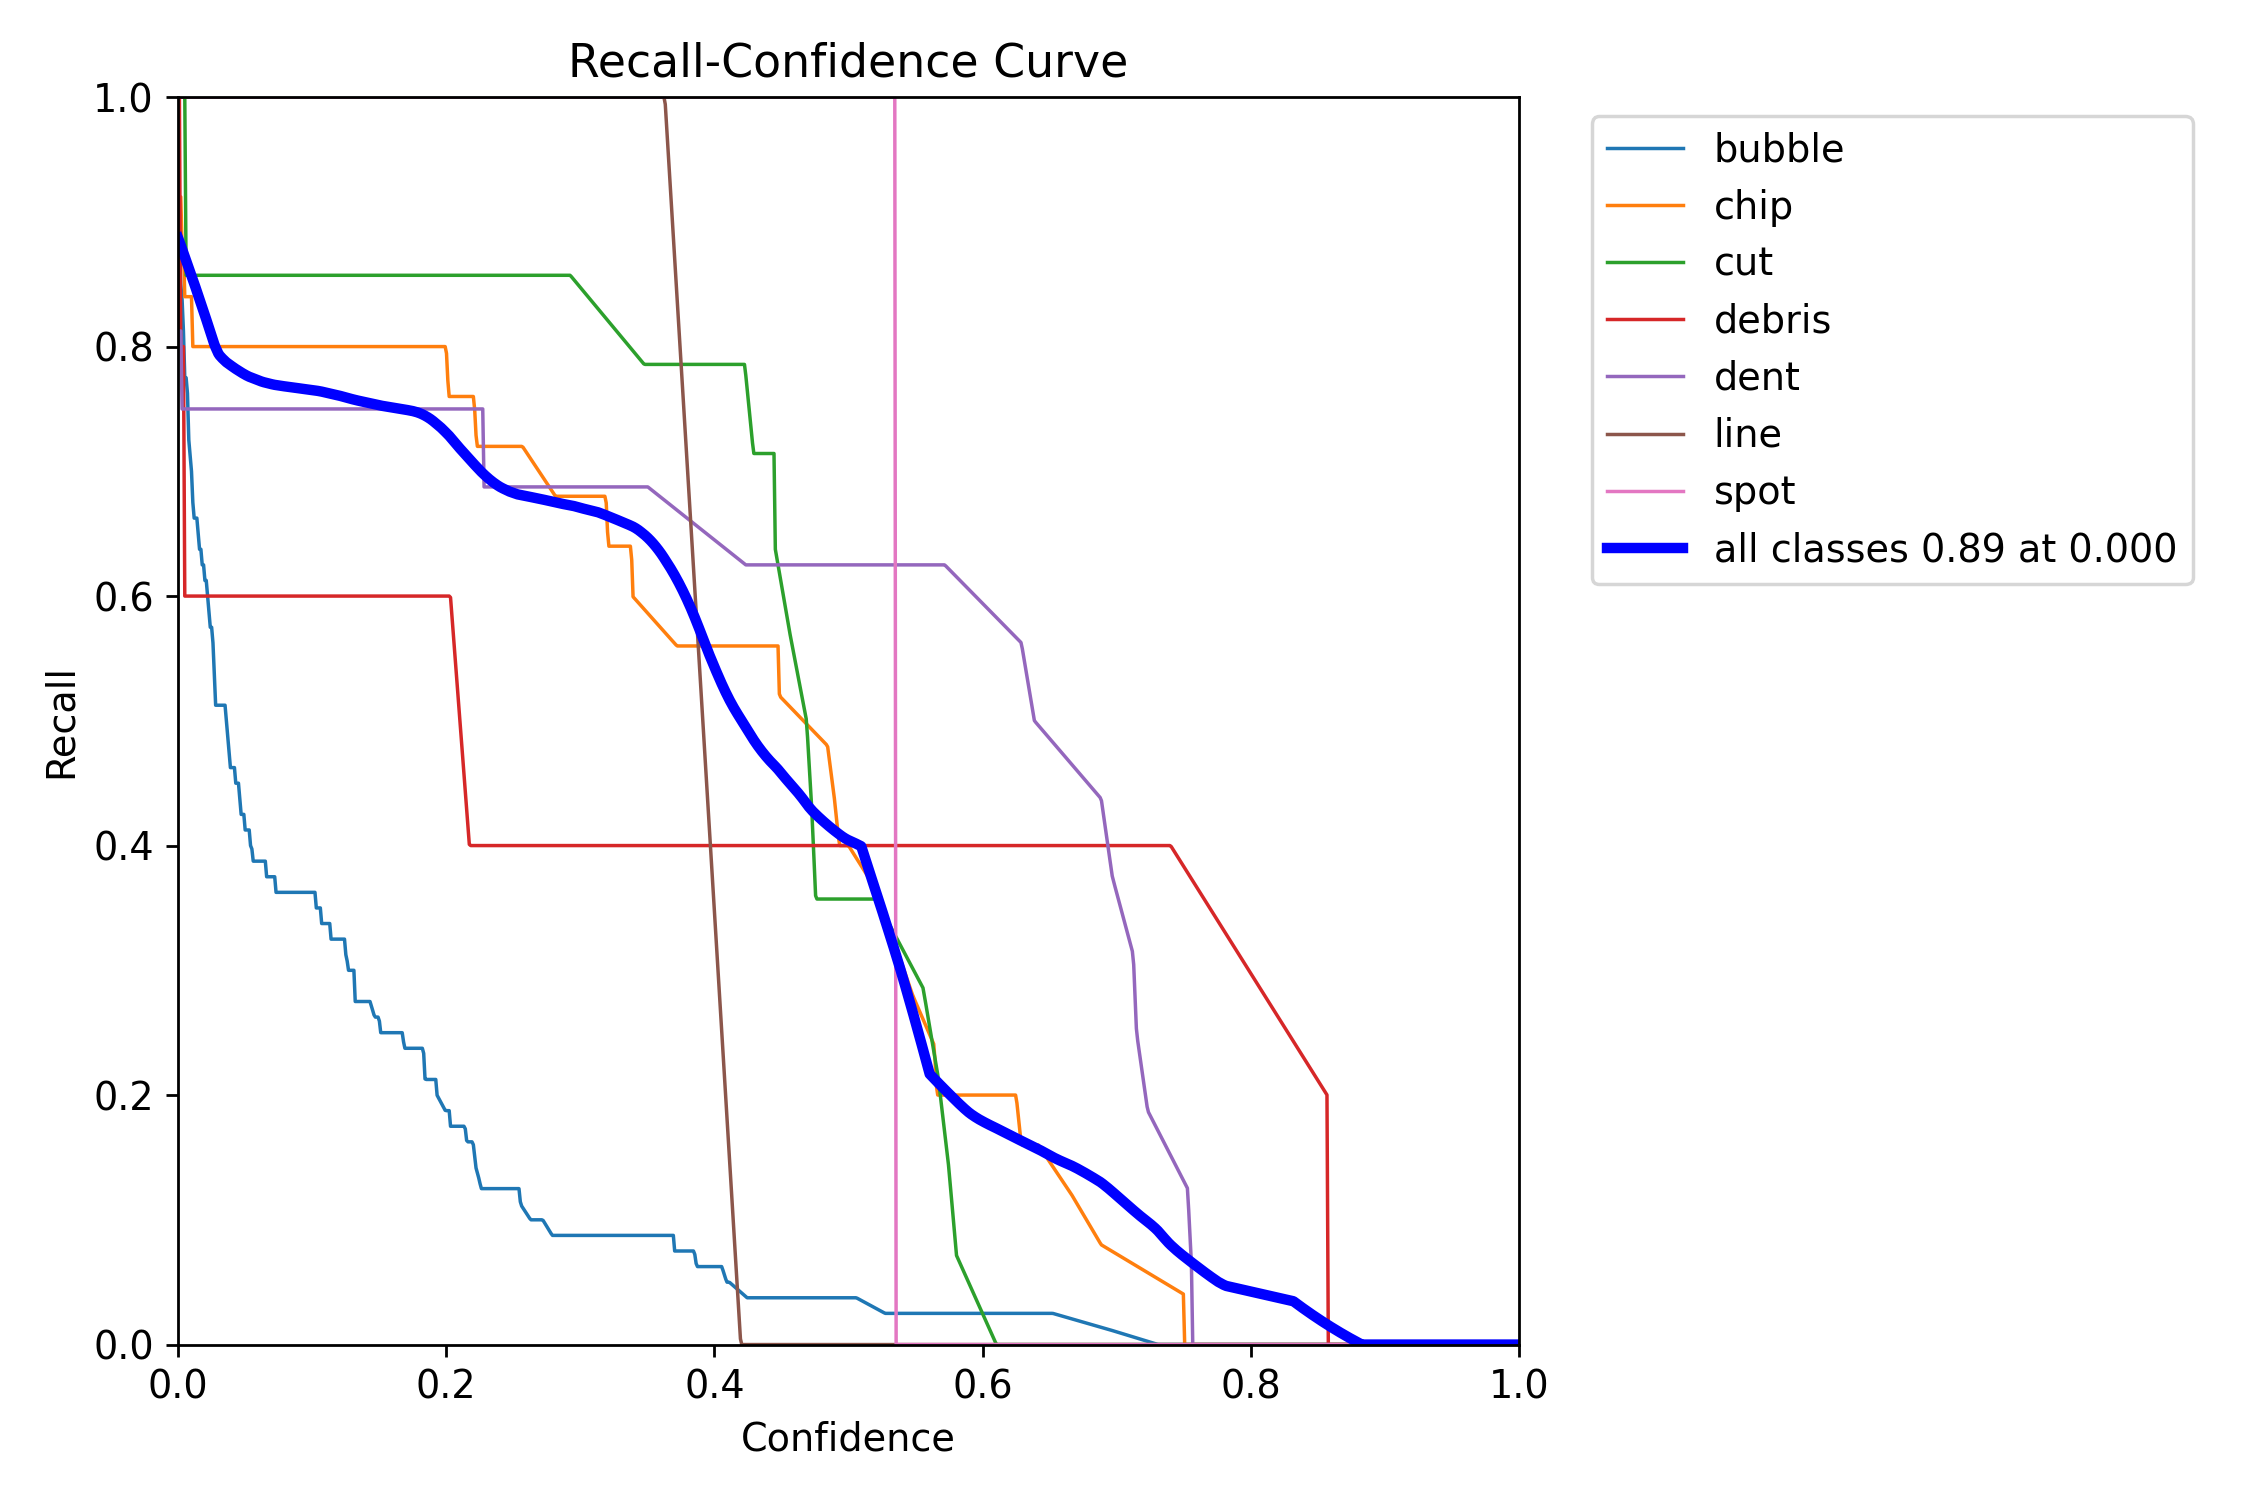 Recall-Confidence Curve
1.0
0.8
0.6
0.4
0.2
0.0
Recall
0.0 0.2 0.4 0.6 0.8 1.0
Confidence
bubble
chip
cut
debris
dent
line
spot
all classes 0.89 at 0.000